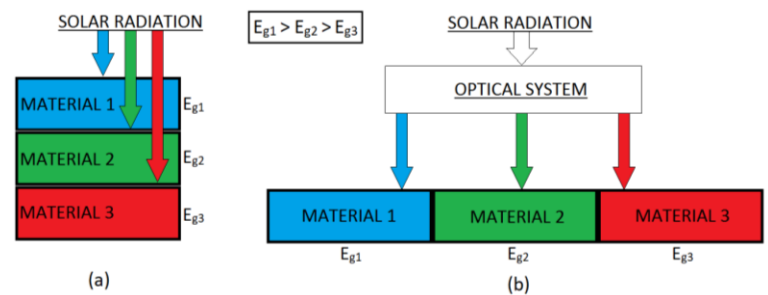 SOLAR RADIATION
MATERIAL 1
Eg1
MATERIAL 2
Eg2
MATERIAL 3
Eg3
(a)
Eg1 > Eg2 > Eg3
SOLAR RADIATION
OPTICAL SYSTEM
MATERIAL 1
MATERIAL 2
MATERIAL 3
Eg1
Eg2
Eg3
(b)